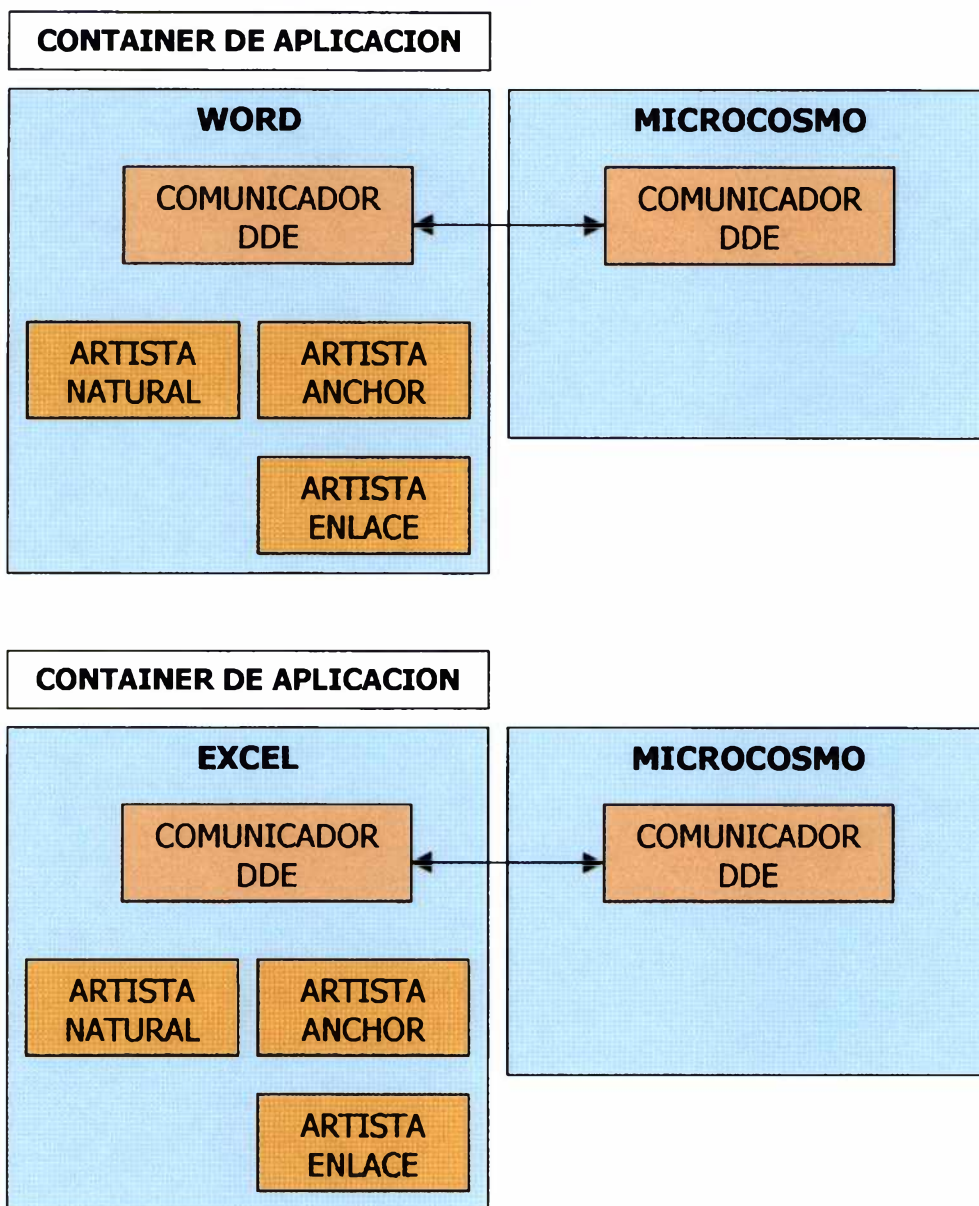 CONTAINER DE APLICACION
WORD
COMUNICADOR
DDE
ARTISTA
NATURAL
ARTISTA
ANCHOR
ARTISTA
ENLACE
MICROCOSMO
COMUNICADOR
DDE
CONTAINER DE APLICACION
EXCEL
COMUNICADOR
DDE
ARTISTA
NATURAL
ARTISTA
ANCHOR
ARTISTA
ENLACE
MICROCOSMO
COMUNICADOR
DDE